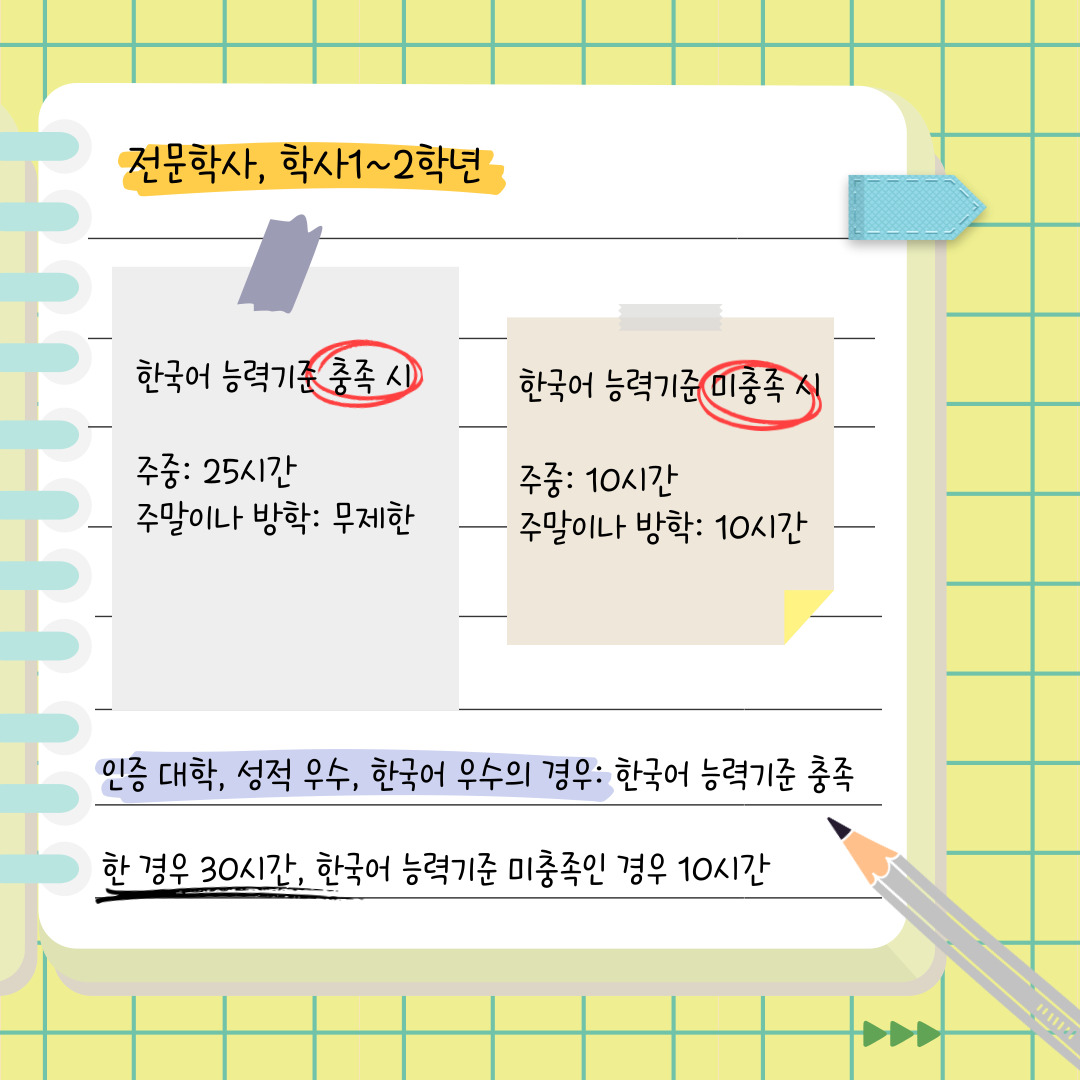 전문학사, 학사1~2학년
한국어 능력기준 충족 시
주중: 25시간
주말이나 방학: 무제한
한국어 능력기준 미충족 시
주중: 10시간
주말이나 방학: 10시간
인증 대학, 성적 우수, 한국어 우수의 경우: 한국어 능력기준 충족
한 경우 30시간, 한국어 능력기준 미충족인 경우 10시간